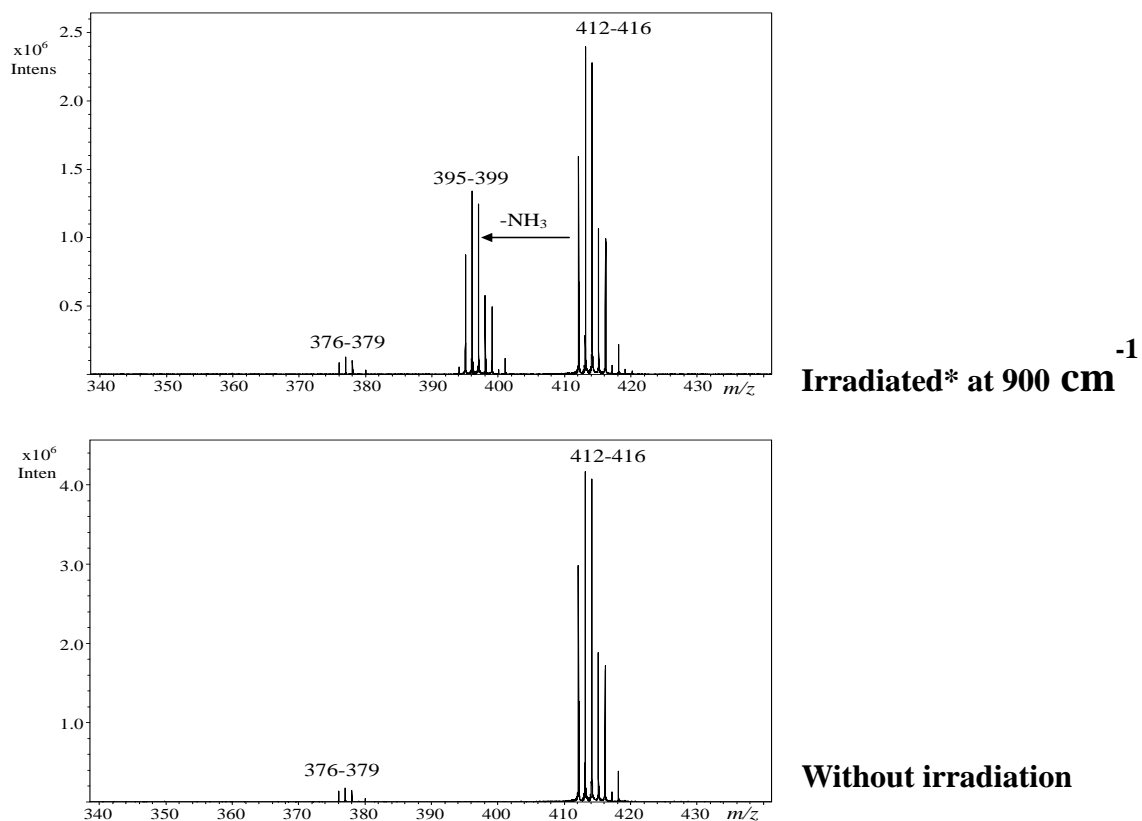 x10⁶
Intens
2.5
2.0
1.5
1.0
0.5
412-416
395-399
-NH₃
376-379
340 350 360 370 380 390 400 410 420 430 m/z
Irradiated* at 900 cm⁻¹
x10⁶
Inten
4.0
3.0
2.0
1.0
412-416
376-379
340 350 360 370 380 390 400 410 420 430 m/z
Without irradiation